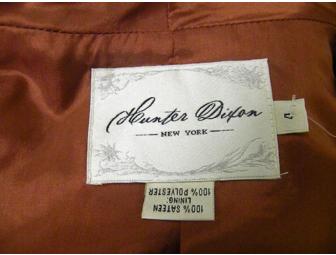 Hunter Dixon
NEW YORK
100% SATEEN
LINING:
100% POLYESTER